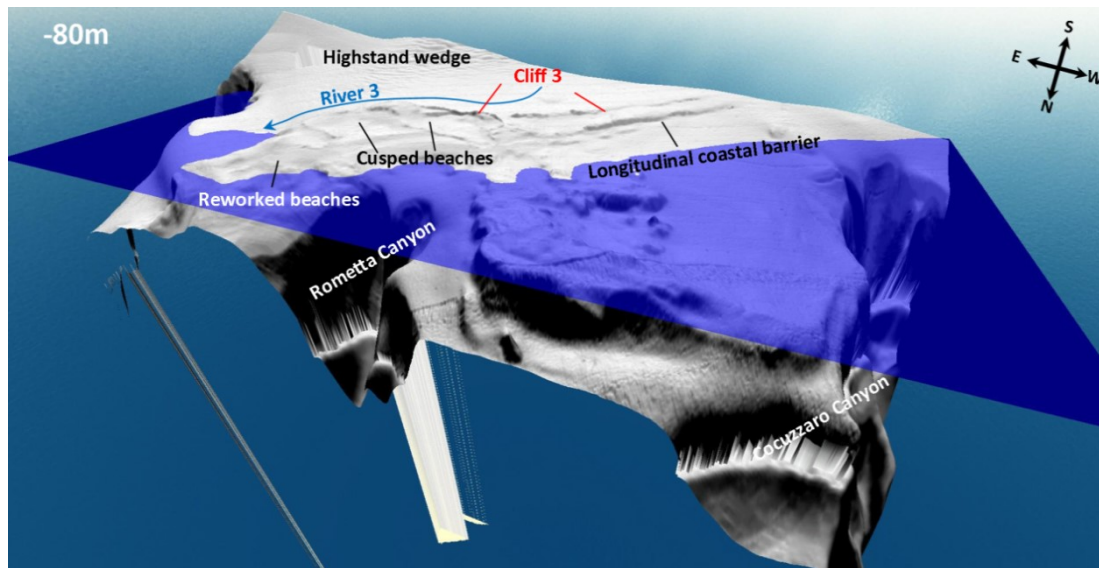 -80m
S
Highstand wedge
E
W
Cliff 3
River 3
N
Cusped beaches
Longitudinal coastal barrier
Reworked beaches
Rometta Canyon
Cocuzzaro Canyon